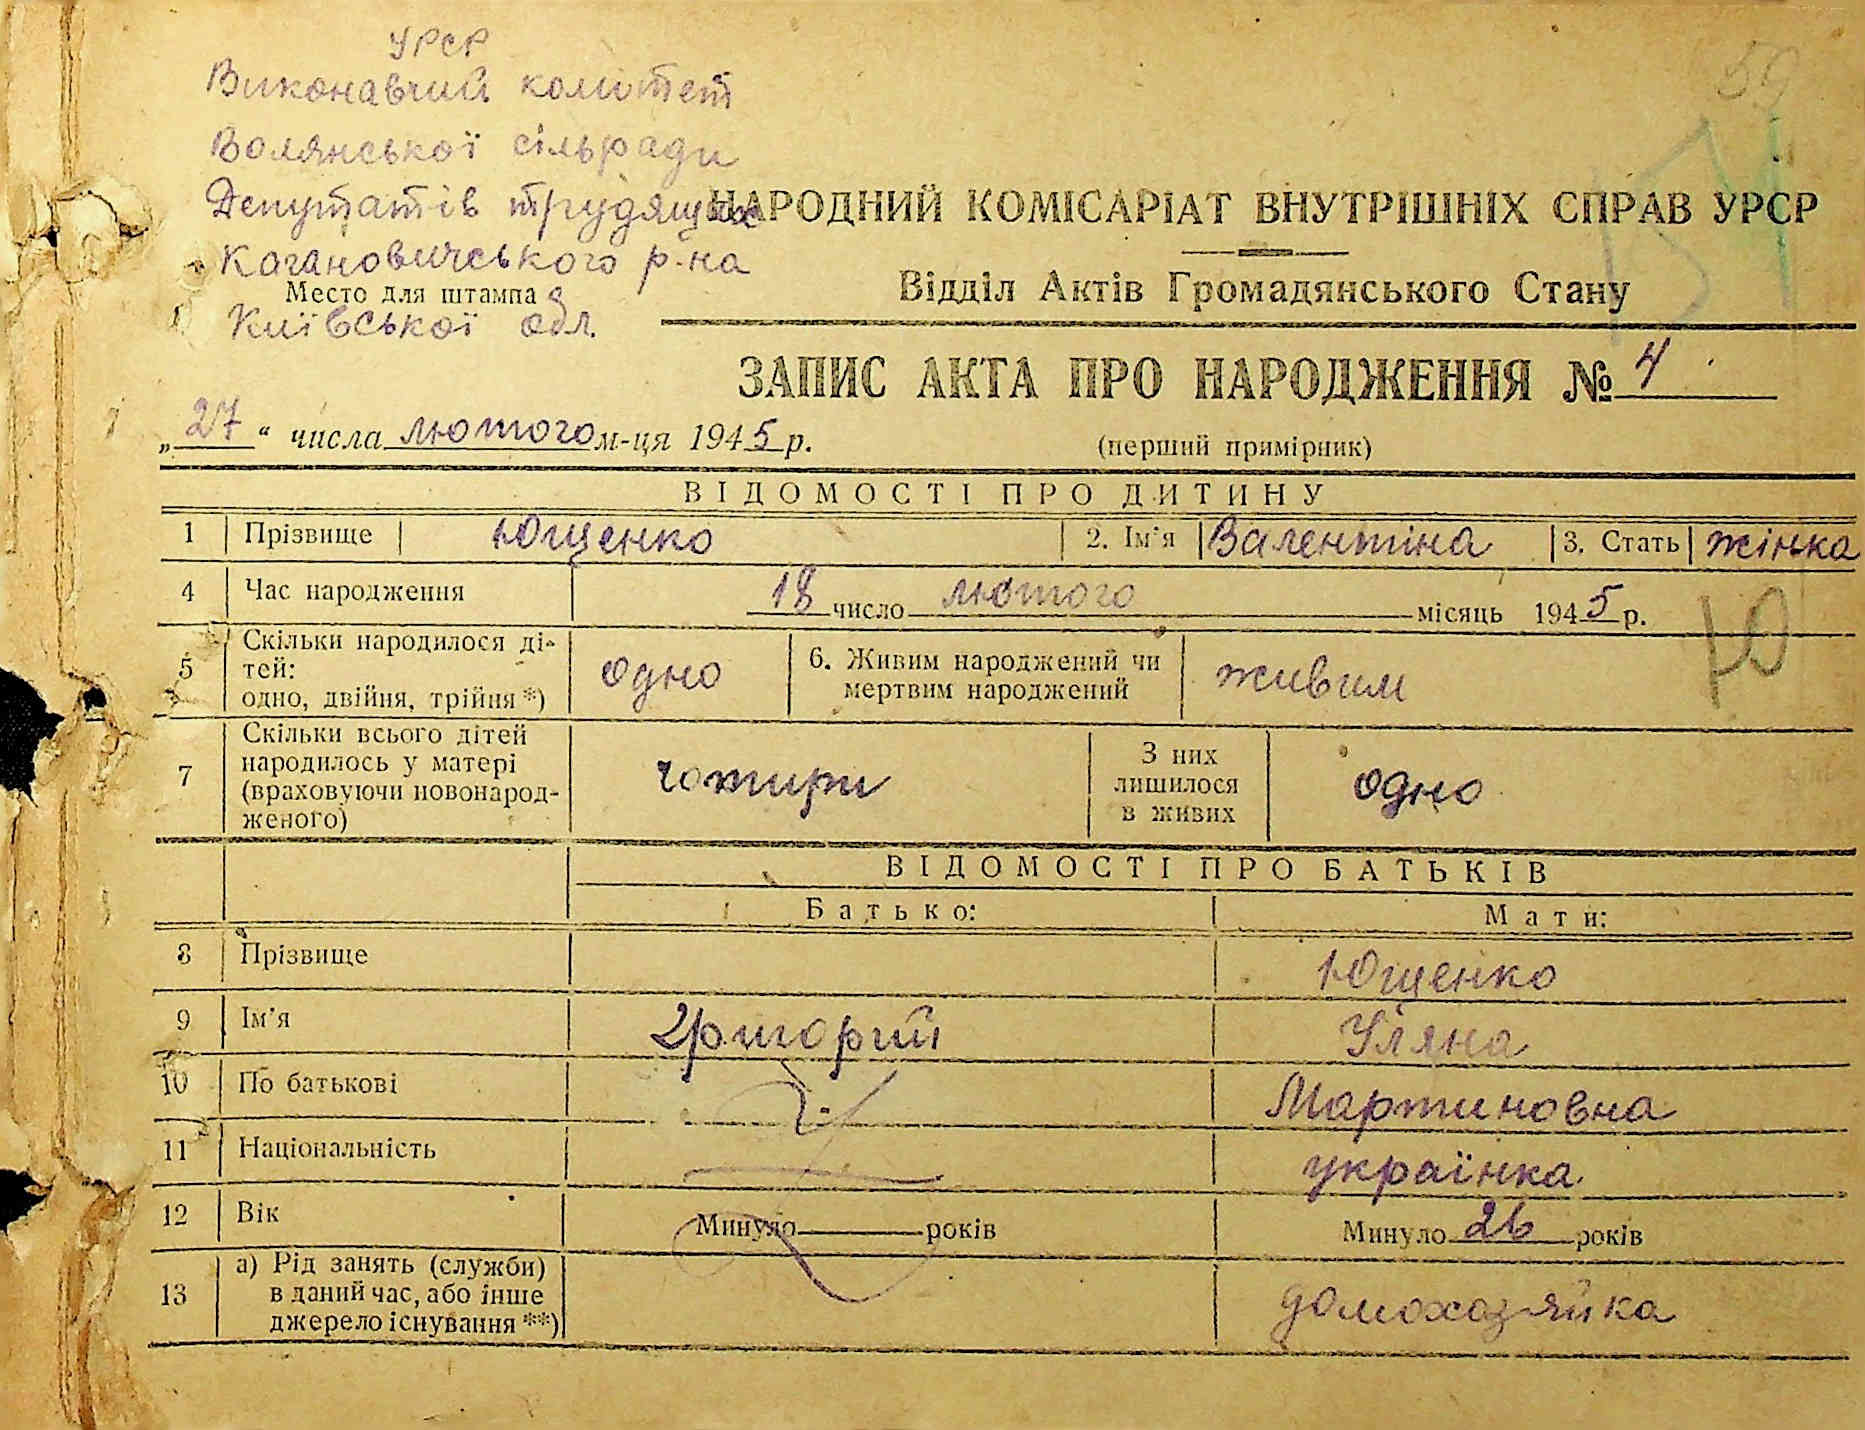 59
УРСР
Виконавчий комітет
Волянської сільради
Депутатів трудящих
Кагановичського р-на
Место для штампа
Київської обл.
НАРОДНИЙ КОМІСАРІАТ ВНУТРІШНІХ СПРАВ УРСР
Відділ Актів Громадянського Стану
ЗАПИС АКТА ПРО НАРОДЖЕННЯ № 4
„27“ числа лютого м-ця 1945 р.
(перший примірник)
ВІДОМОСТІ ПРО ДИТИНУ
1 Прізвище Ющенко 2. Ім'я Валентіна 3. Стать жінка
4 Час народження 18 число лютого місяць 1945 р.
Ю
5 Скільки народилося ді-
тей:
одно, двійня, трійня *)
одно
6. Живим народжений чи
мертвим народжений
живим
7 Скільки всього дітей
народилось у матері
(враховуючи новонарод-
женого)
чотири
З них
лишилося
в живих
одно
ВІДОМОСТІ ПРО БАТЬКІВ
Батько: Мати:
8 Прізвище Ющенко
9 Ім'я Григорий Уляна
10 По батькові Мартиновна
11 Національність українка
12 Вік Минуло років Минуло 26 років
13 а) Рід занять (служби)
в даний час, або інше
джерело існування **)
домохазяйка